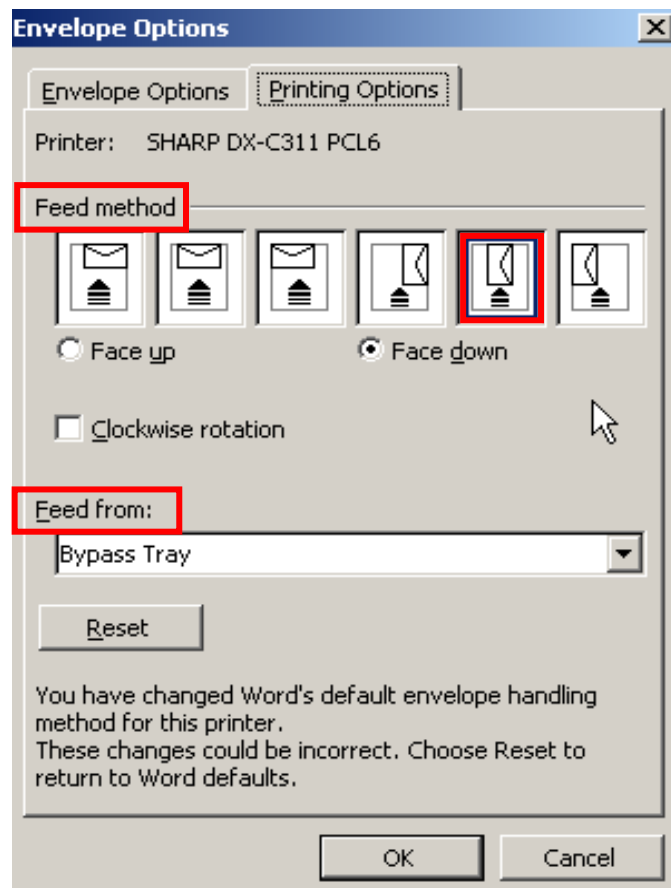 Envelope Options
Envelope Options Printing Options
Printer: SHARP DX-C311 PCL6
Feed method
Face up Face down
Clockwise rotation
Feed from:
Bypass Tray
Reset
You have changed Word's default envelope handling
method for this printer.
These changes could be incorrect. Choose Reset to
return to Word defaults.
OK Cancel